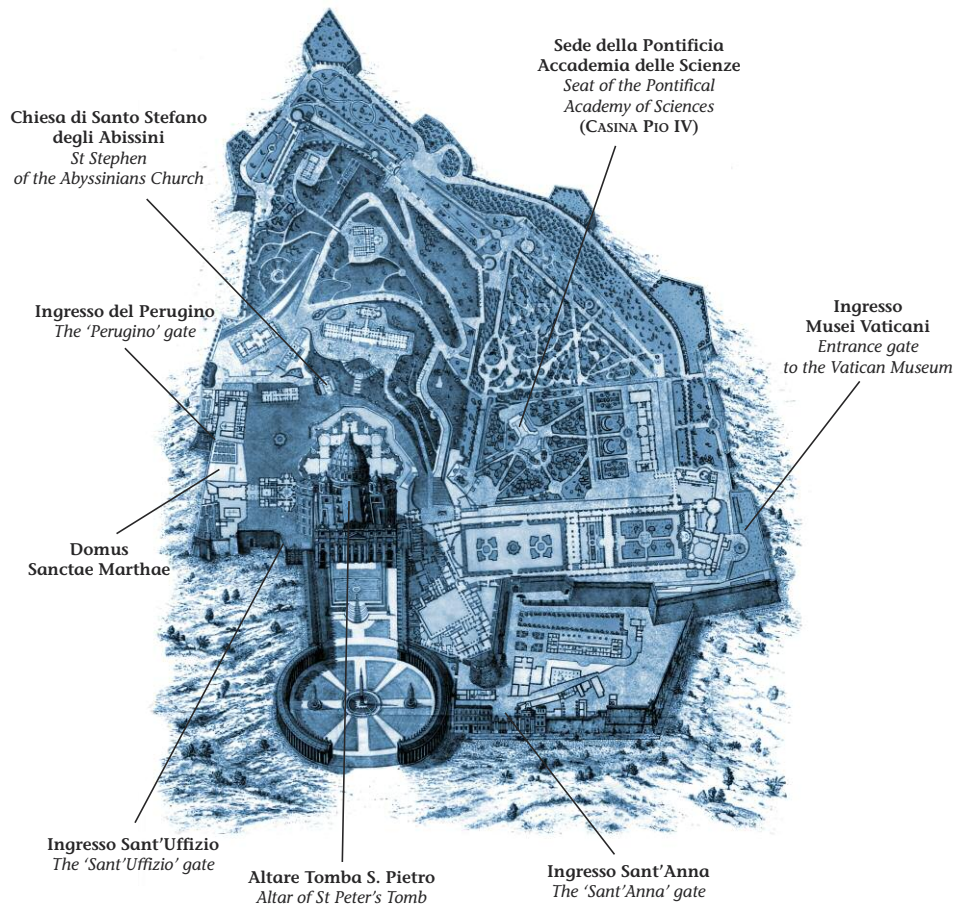 Sede della Pontificia
Accademia delle Scienze
Seat of the Pontifical
Academy of Sciences
(CASINA PIO IV)
Chiesa di Santo Stefano
degli Abissini
St Stephen
of the Abyssinians Church
Ingresso del Perugino
The ‘Perugino’ gate
Ingresso
Musei Vaticani
Entrance gate
to the Vatican Museum
Domus
Sanctae Marthae
Ingresso Sant’Uffizio
The ‘Sant’Uffizio’ gate
Altare Tomba S. Pietro
Altar of St Peter’s Tomb
Ingresso Sant’Anna
The ‘Sant’Anna’ gate